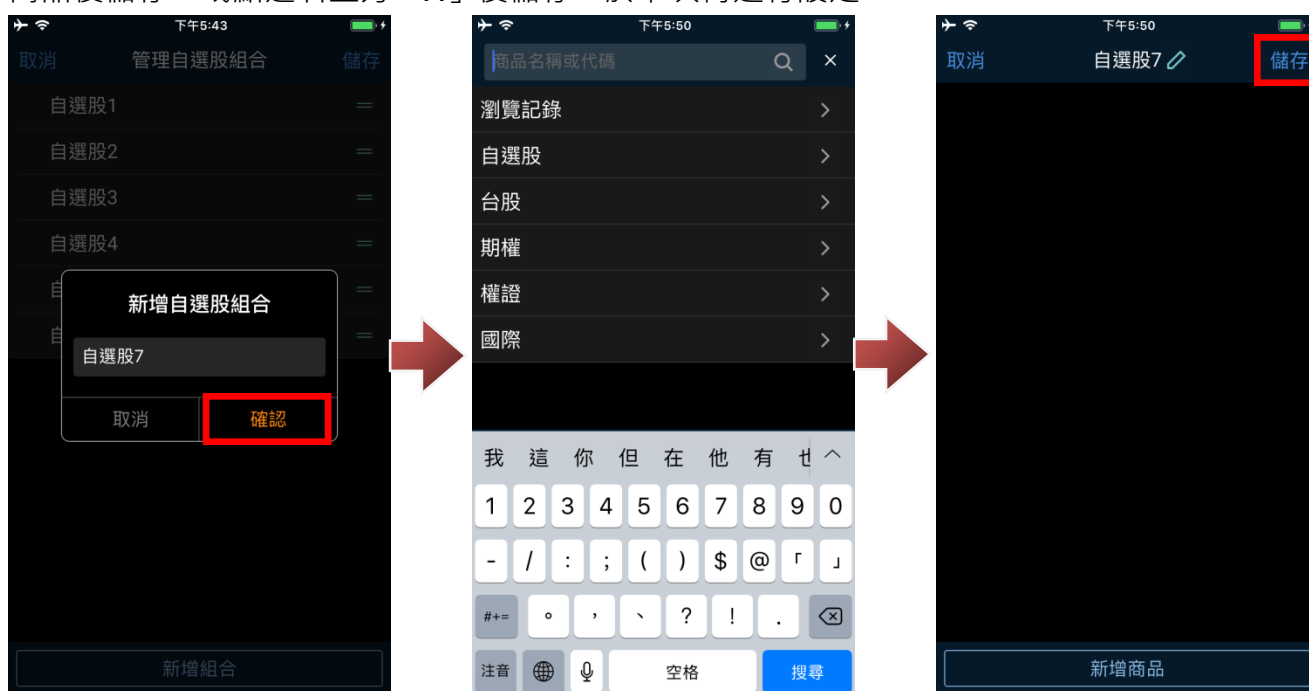 下午5:43
取消 管理自選股組合 儲存
自選股1
自選股2
自選股3
自選股4
自
自
新增自選股組合
自選股7
取消 確認
新增組合
下午5:50
商品名稱或代碼 ×
瀏覽記錄
自選股
台股
期權
權證
國際
我 這 你 但 在 他 有 也
1 2 3 4 5 6 7 8 9 0
- / : ; ( ) $ @ 「 」
#+= 。 , 、 ? ! .
注音 空格 搜尋
下午5:50
取消 自選股7 儲存
新增商品